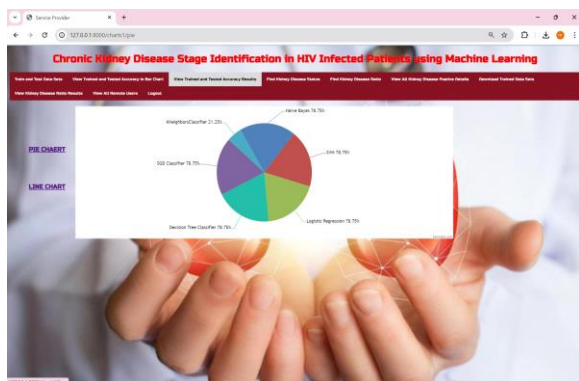 Service Provider
127.0.0.1:8000/charts1/pie
Chronic Kidney Disease Stage Identification in HIV Infected Patients using Machine Learning
Train and Test Data Sets View Trained and Tested Accuracy in Bar Chart View Trained and Tested Accuracy Results Find Kidney Disease Status Find Kidney Disease Ratio View All Kidney Disease Positive Details Download Trained Data Sets
View Kidney Disease Ratio Results View All Remote Users Logout
Naive Bayes 78.75%
KNeighborsClassifier 21.25%
SGD Classifier 78.75%
SVM 78.75%
PIE CHAERT
LINE CHART
Logistic Regression 78.75%
Decision Tree Classifier 78.75%